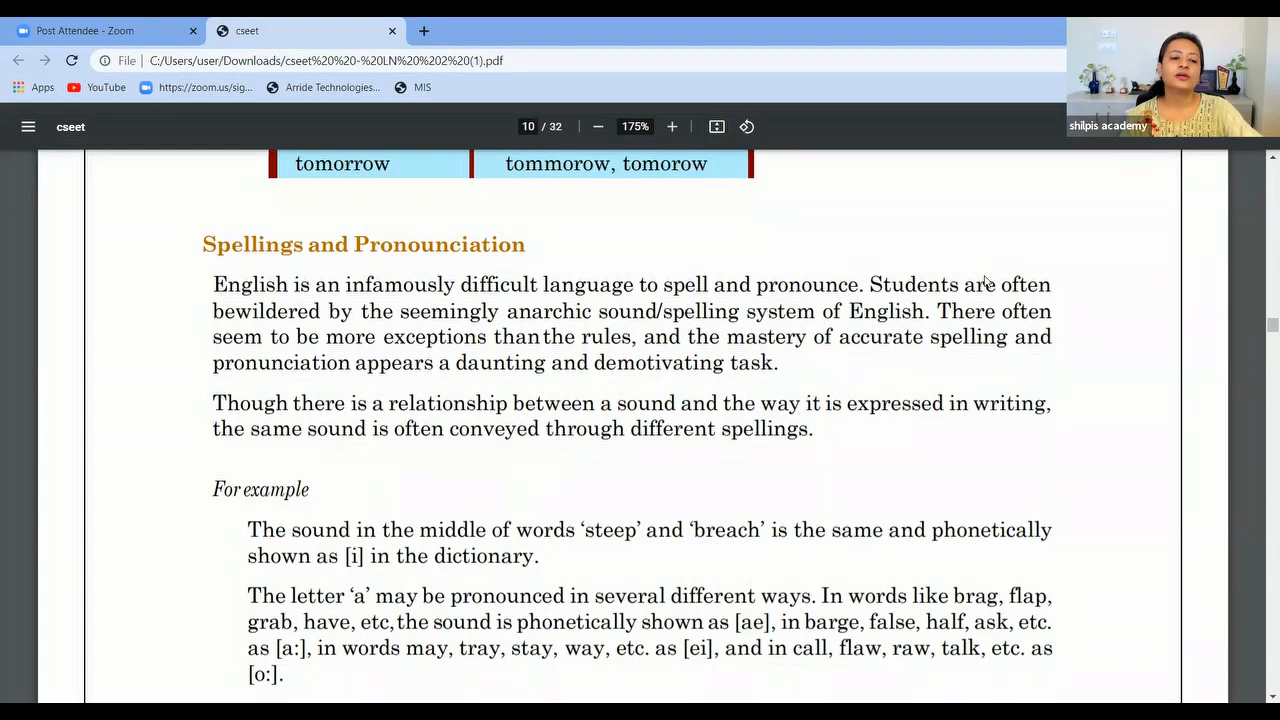 Post Attendee - Zoom
cseet
File
C:/Users/user/Downloads/cseet%20%20-%20LN%20%202%20(1).pdf
Apps
YouTube
https://zoom.us/sig...
Arride Technologies...
MIS
shilpis academy
cseet
10 / 32
175%
tomorrow
tommorow, tomorow
Spellings and Pronounciation
English is an infamously difficult language to spell and pronounce. Students are often
bewildered by the seemingly anarchic sound/spelling system of English. There often
seem to be more exceptions than the rules, and the mastery of accurate spelling and
pronunciation appears a daunting and demotivating task.
Though there is a relationship between a sound and the way it is expressed in writing,
the same sound is often conveyed through different spellings.
For example
The sound in the middle of words ‘steep’ and ‘breach’ is the same and phonetically
shown as [i] in the dictionary.
The letter ‘a’ may be pronounced in several different ways. In words like brag, flap,
grab, have, etc, the sound is phonetically shown as [ae], in barge, false, half, ask, etc.
as [a:], in words may, tray, stay, way, etc. as [ei], and in call, flaw, raw, talk, etc. as
[o:].